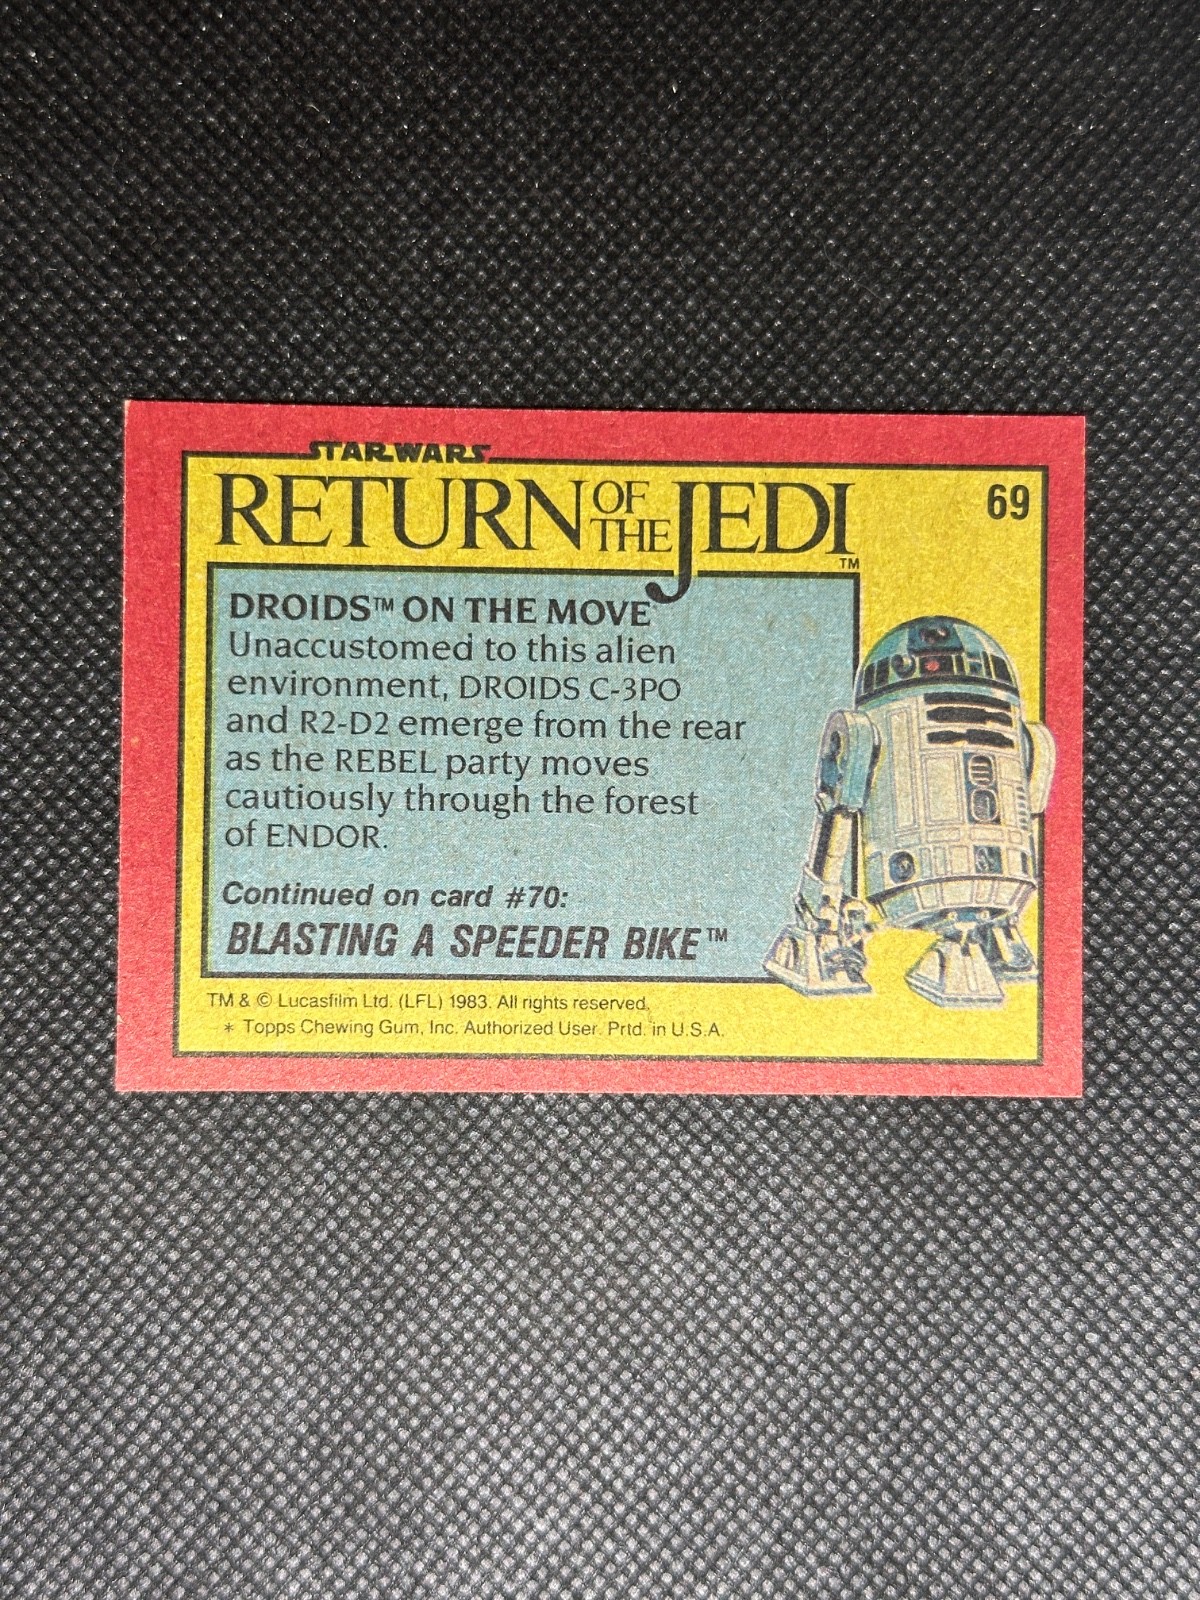 STAR WARS
RETURN OF THE JEDI™
69
DROIDS™ ON THE MOVE
Unaccustomed to this alien
environment, DROIDS C-3PO
and R2-D2 emerge from the rear
as the REBEL party moves
cautiously through the forest
of ENDOR.
Continued on card #70:
BLASTING A SPEEDER BIKE™
TM & © Lucasfilm Ltd. (LFL) 1983. All rights reserved.
* Topps Chewing Gum, Inc. Authorized User. Prtd. in U.S.A.